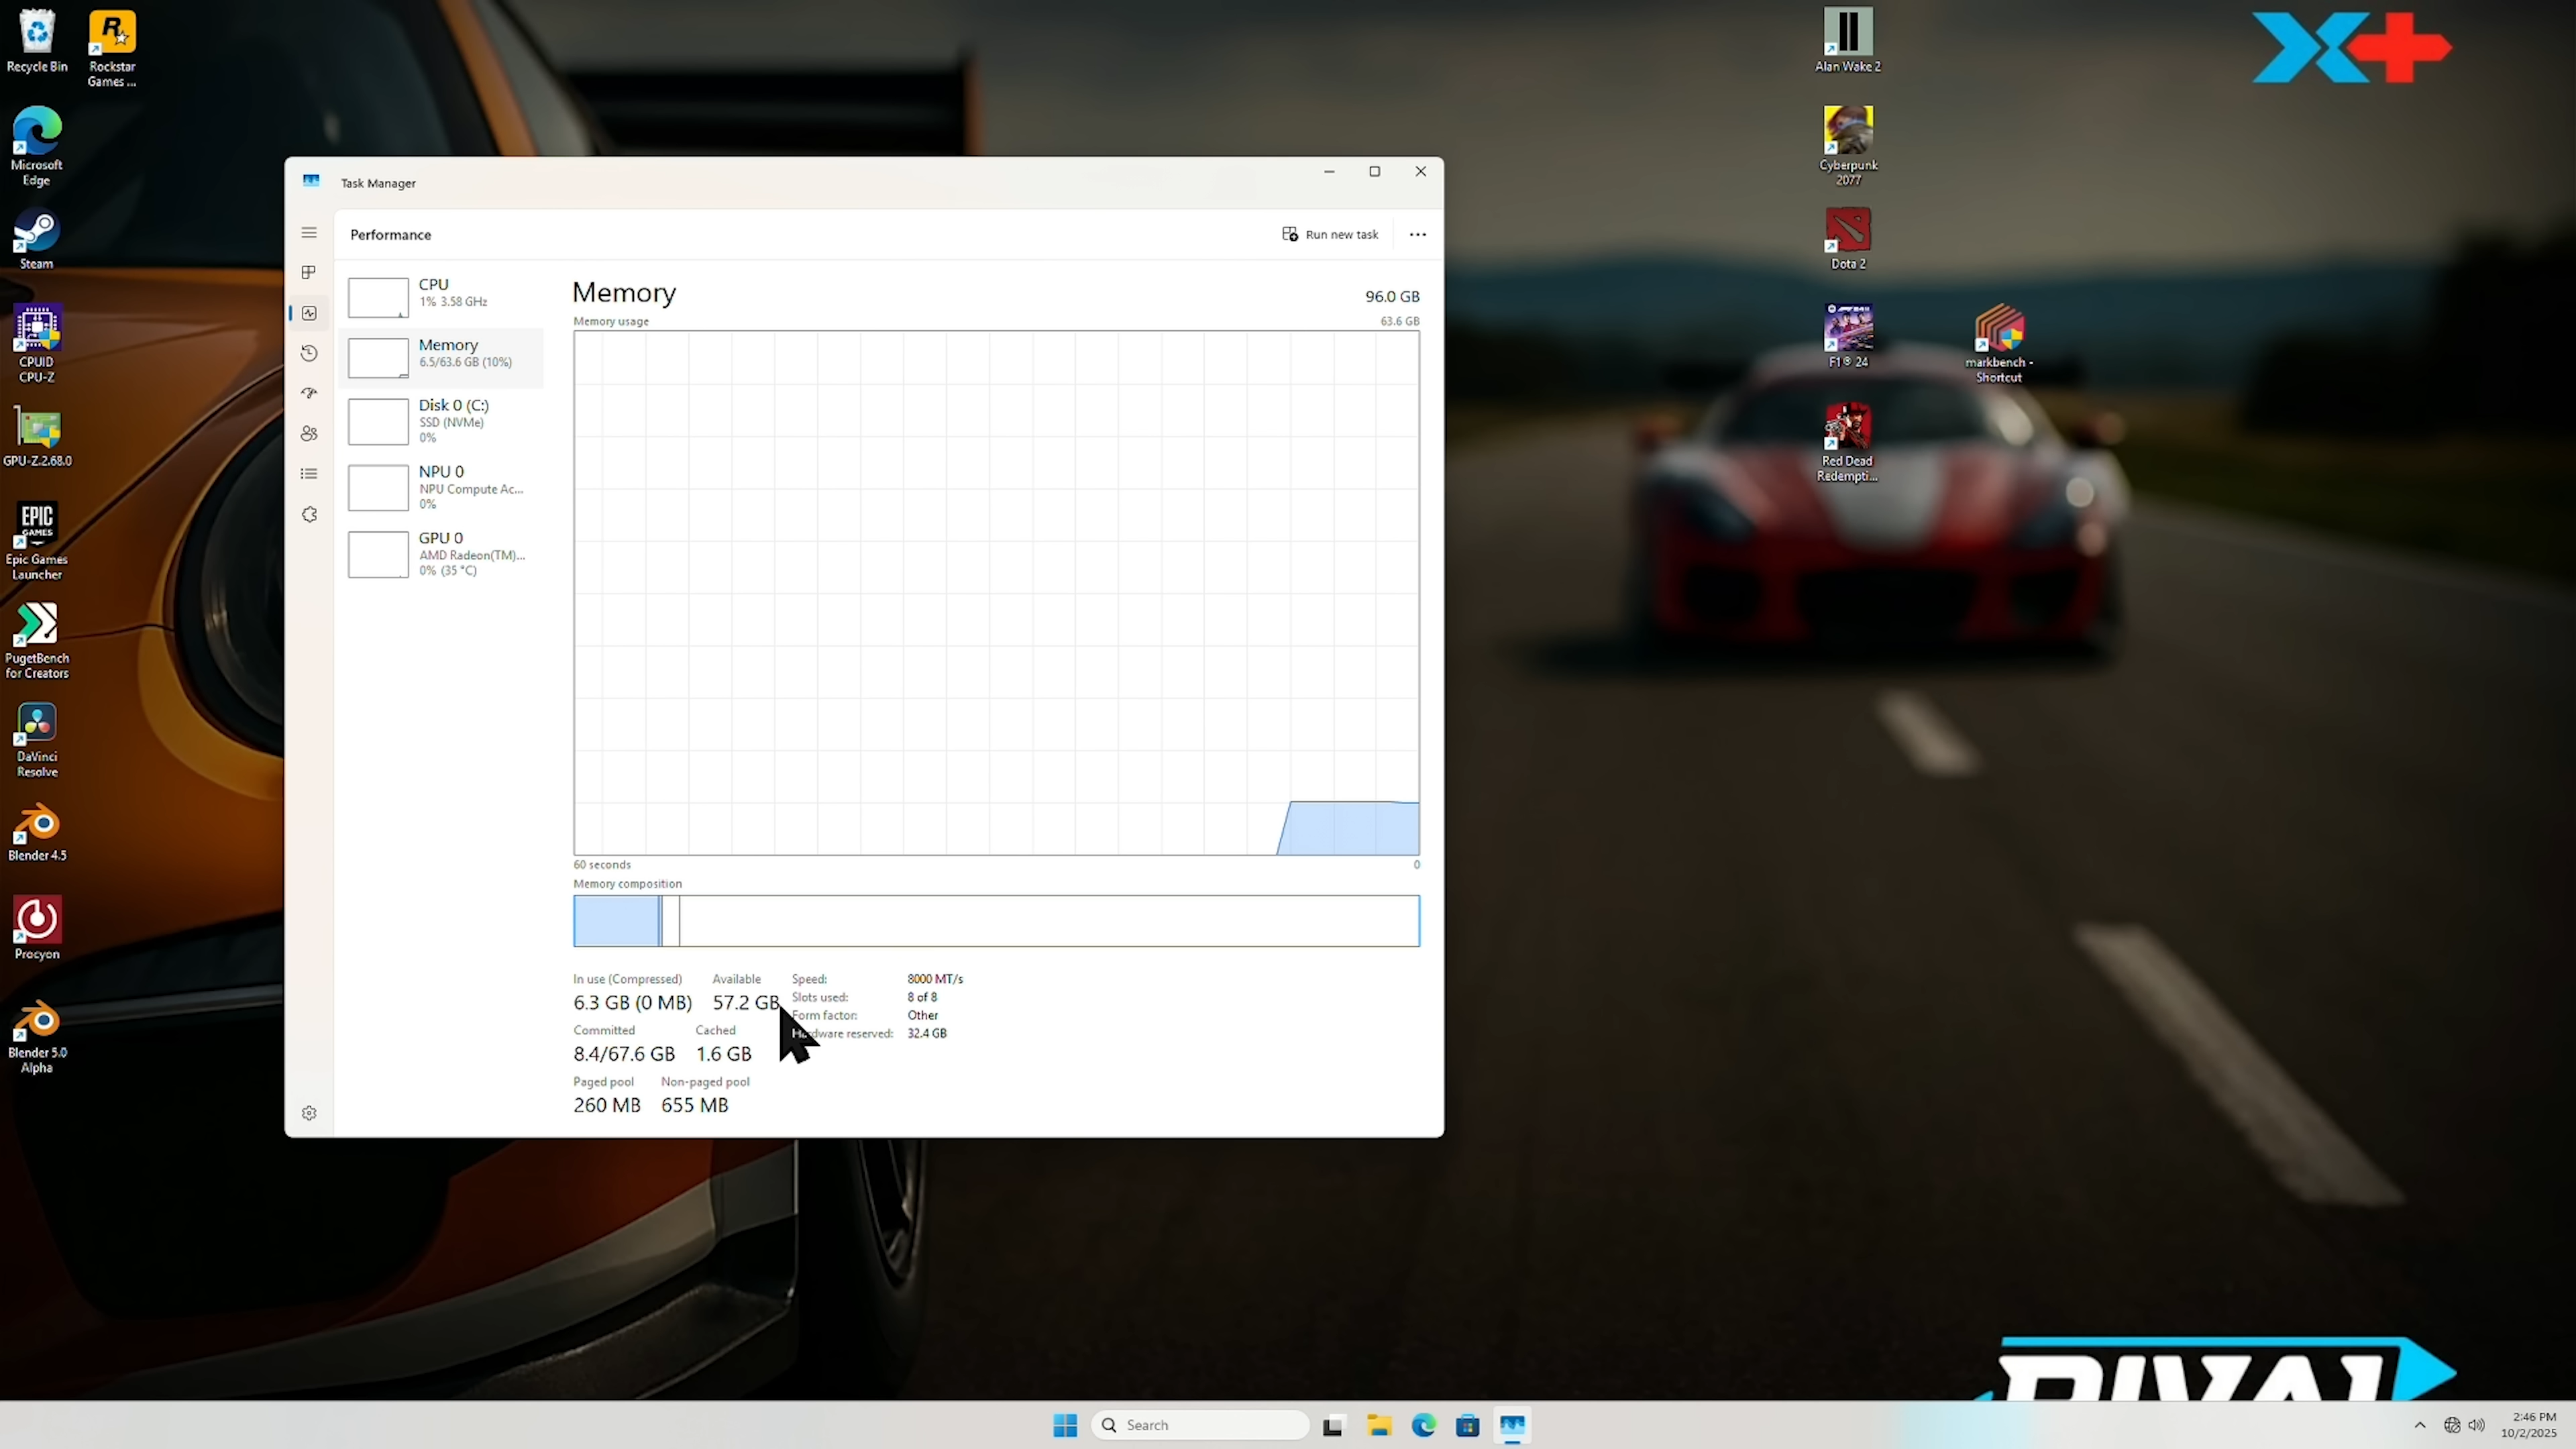 Recycle Bin
Rockstar
Games ...
Microsoft
Edge
Steam
CPUID
CPU-Z
GPU-Z.2.68.0
EPIC
GAMES
Epic Games
Launcher
PugetBench
for Creators
DaVinci
Resolve
Blender 4.5
Procyon
Blender 5.0
Alpha
Task Manager
Performance
Run new task
CPU
1% 3.58 GHz
Memory
6.5/63.6 GB (10%)
Disk 0 (C:)
SSD (NVMe)
0%
NPU 0
NPU Compute Ac...
0%
GPU 0
AMD Radeon(TM)...
0% (35 °C)
Memory
96.0 GB
Memory usage
63.6 GB
60 seconds
0
Memory composition
In use (Compressed)
6.3 GB (0 MB)
Available
57.2 GB
Committed
8.4/67.6 GB
Cached
1.6 GB
Paged pool
260 MB
Non-paged pool
655 MB
Speed: 8000 MT/s
Slots used: 8 of 8
Form factor: Other
Hardware reserved: 32.4 GB
Alan Wake 2
Cyberpunk
2077
Dota 2
F1® 24
markbench -
Shortcut
Red Dead
Redempti...
X+
RIVAL
Search
2:46 PM
10/2/2025